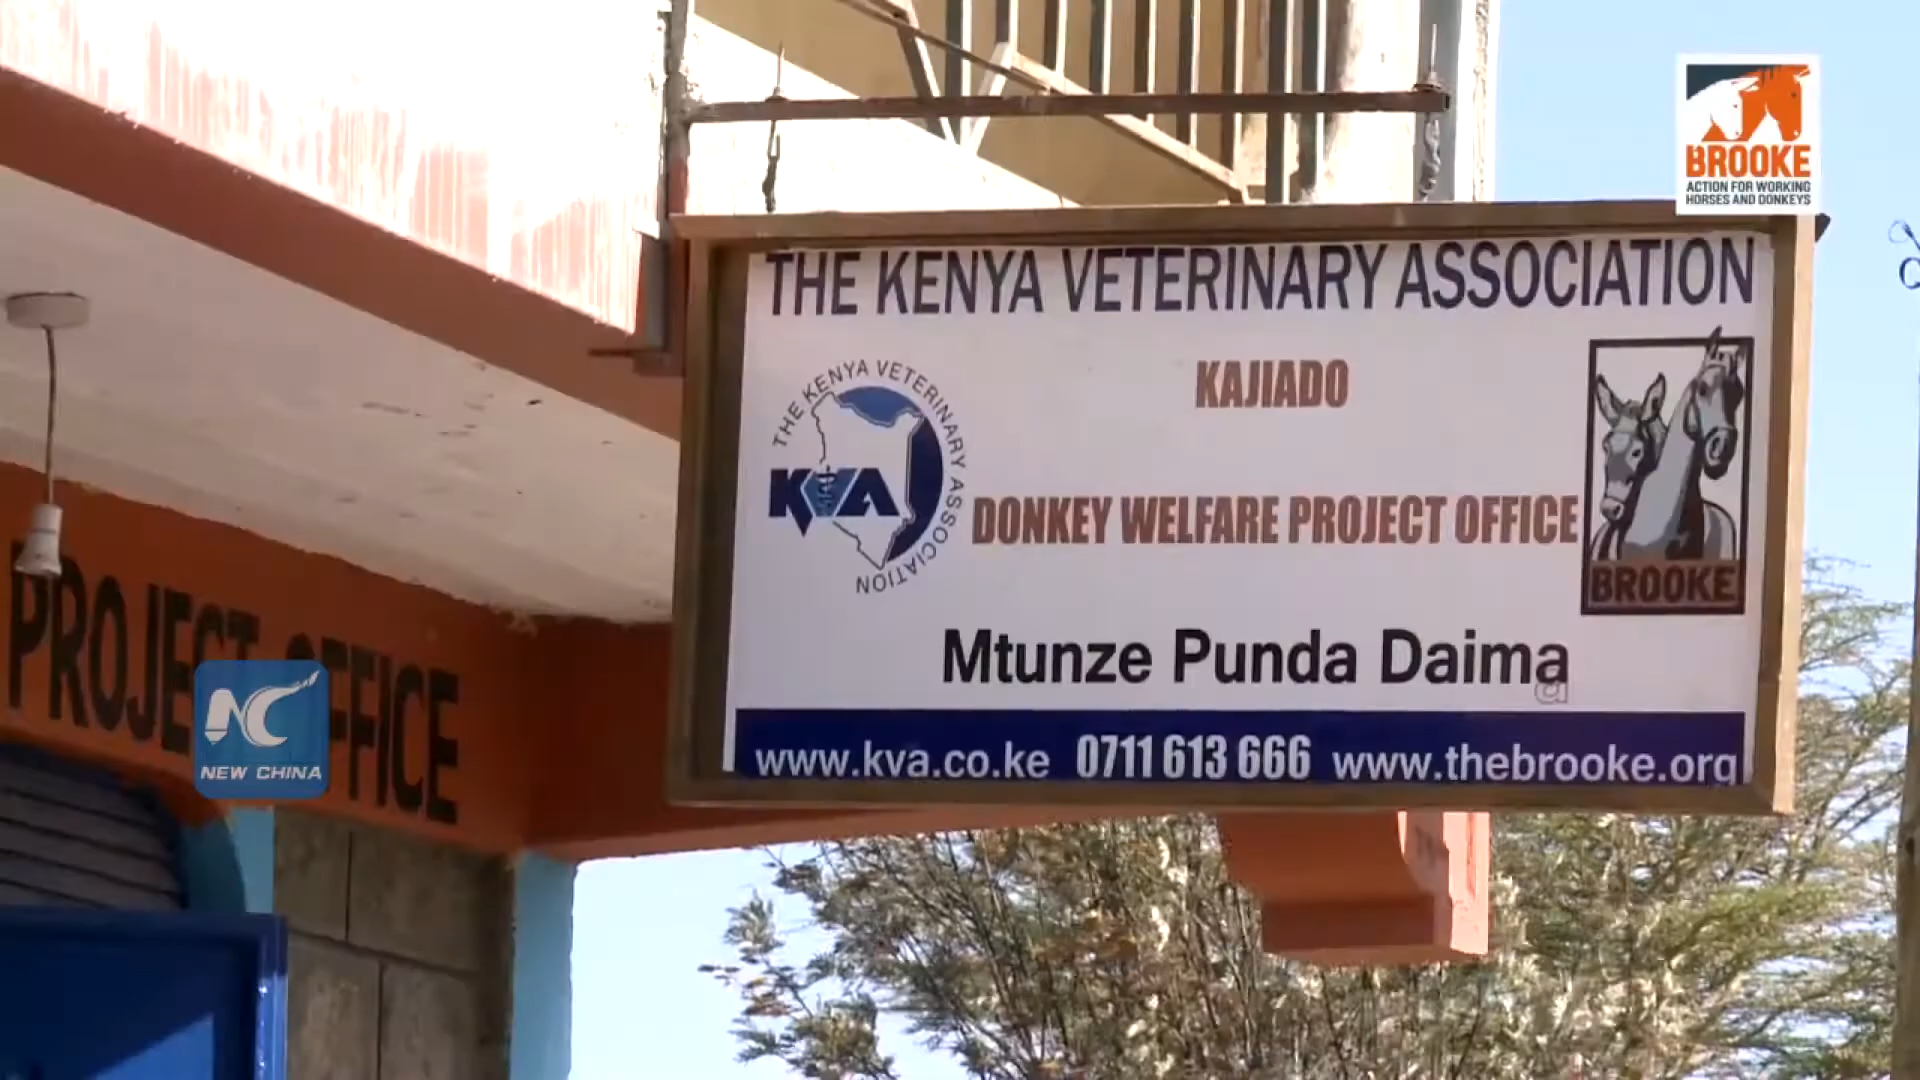 BROOKE
ACTION FOR WORKING
HORSES AND DONKEYS
THE KENYA VETERINARY ASSOCIATION
KAJIADO
THE KENYA VETERINARY ASSOCIATION
KVA
DONKEY WELFARE PROJECT OFFICE
BROOKE
Mtunze Punda Daima
a
www.kva.co.ke 0711 613 666 www.thebrooke.org
PROJECT OFFICE
NC
NEW CHINA